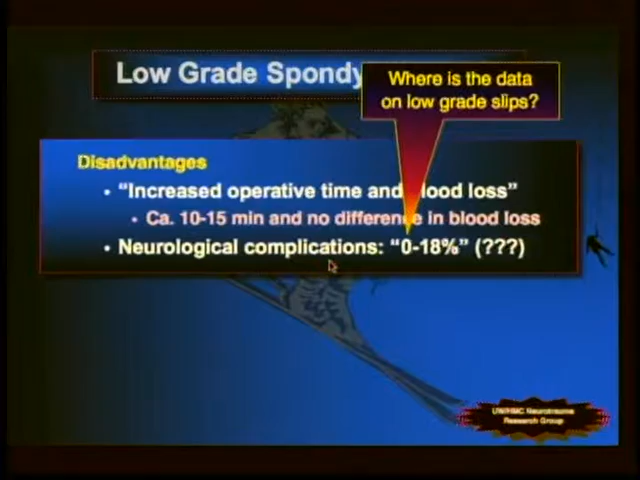 Low Grade Spondy
Where is the data
on low grade slips?
Disadvantages
• "Increased operative time and blood loss"
• Ca. 10-15 min and no difference in blood loss
• Neurological complications: "0-18%" (???)
Neurotrauma
Research Group